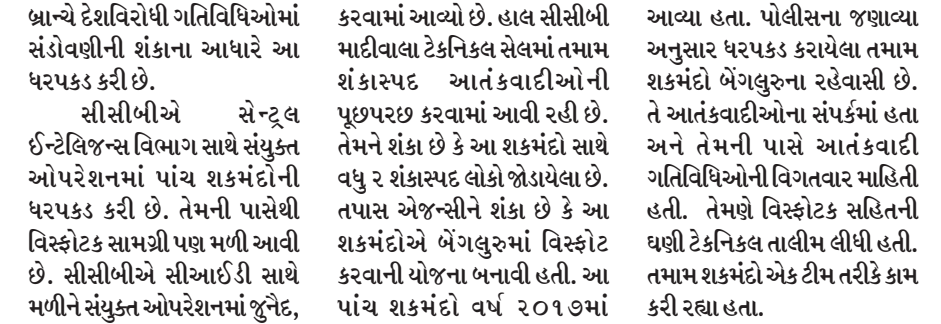 બ્રાન્ચે દેશવિરોધી ગતિવિધિઓમાં
સંડોવણીની શંકાના આધારે આ
ધરપકડ કરી છે.
સીસીબીએ સેન્ટ્રલ
ઈન્ટેલિજન્સ વિભાગ સાથે સંયુક્ત
ઓપરેશનમાં પાંચ શકમંદોની
ધરપકડ કરી છે. તેમની પાસેથી
વિસ્ફોટક સામગ્રી પણ મળી આવી
છે. સીસીબીએ સીઆઈડી સાથે
મળીને સંયુક્ત ઓપરેશનમાં જુનૈદ,
કરવામાં આવ્યો છે. હાલ સીસીબી
માદીવાલા ટેકનિકલ સેલમાં તમામ
શંકાસ્પદ આતંકવાદીઓની
પૂછપરછ કરવામાં આવી રહી છે.
તેમને શંકા છે કે આ શકમંદો સાથે
વધુ ૨ શંકાસ્પદ લોકો જોડાયેલા છે.
તપાસ એજન્સીને શંકા છે કે આ
શકમંદોએ બેંગલુરુમાં વિસ્ફોટ
કરવાની યોજના બનાવી હતી. આ
પાંચ શકમંદો વર્ષ ૨૦૧૭માં
આવ્યા હતા. પોલીસના જણાવ્યા
અનુસાર ધરપકડ કરાયેલા તમામ
શકમંદો બેંગલુરુના રહેવાસી છે.
તે આતંકવાદીઓના સંપર્કમાં હતા
અને તેમની પાસે આતંકવાદી
ગતિવિધિઓની વિગતવાર માહિતી
હતી. તેમણે વિસ્ફોટક સહિતની
ઘણી ટેકનિકલ તાલીમ લીધી હતી.
તમામ શકમંદો એક ટીમ તરીકે કામ
કરી રહ્યા હતા.